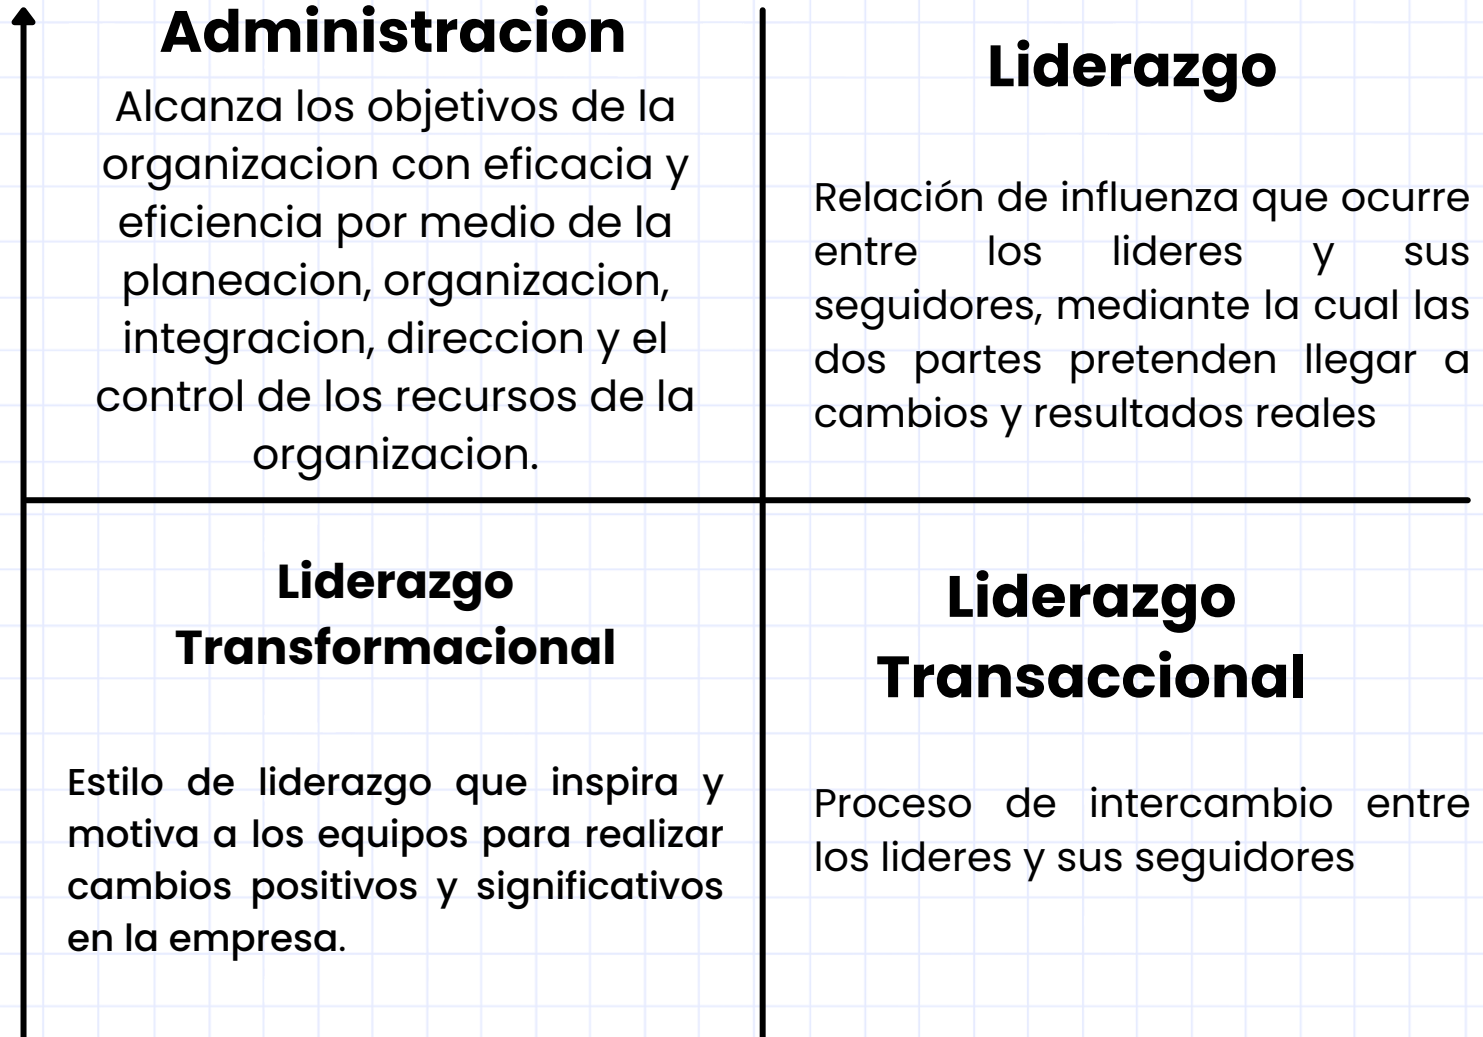 Administracion
Alcanza los objetivos de la
organizacion con eficacia y
eficiencia por medio de la
planeacion, organizacion,
integracion, direccion y el
control de los recursos de la
organizacion.
Liderazgo
Relación de influenza que ocurre
entre los lideres y sus
seguidores, mediante la cual las
dos partes pretenden llegar a
cambios y resultados reales
Liderazgo
Transformacional
Estilo de liderazgo que inspira y
motiva a los equipos para realizar
cambios positivos y significativos
en la empresa.
Liderazgo
Transaccional
Proceso de intercambio entre
los lideres y sus seguidores